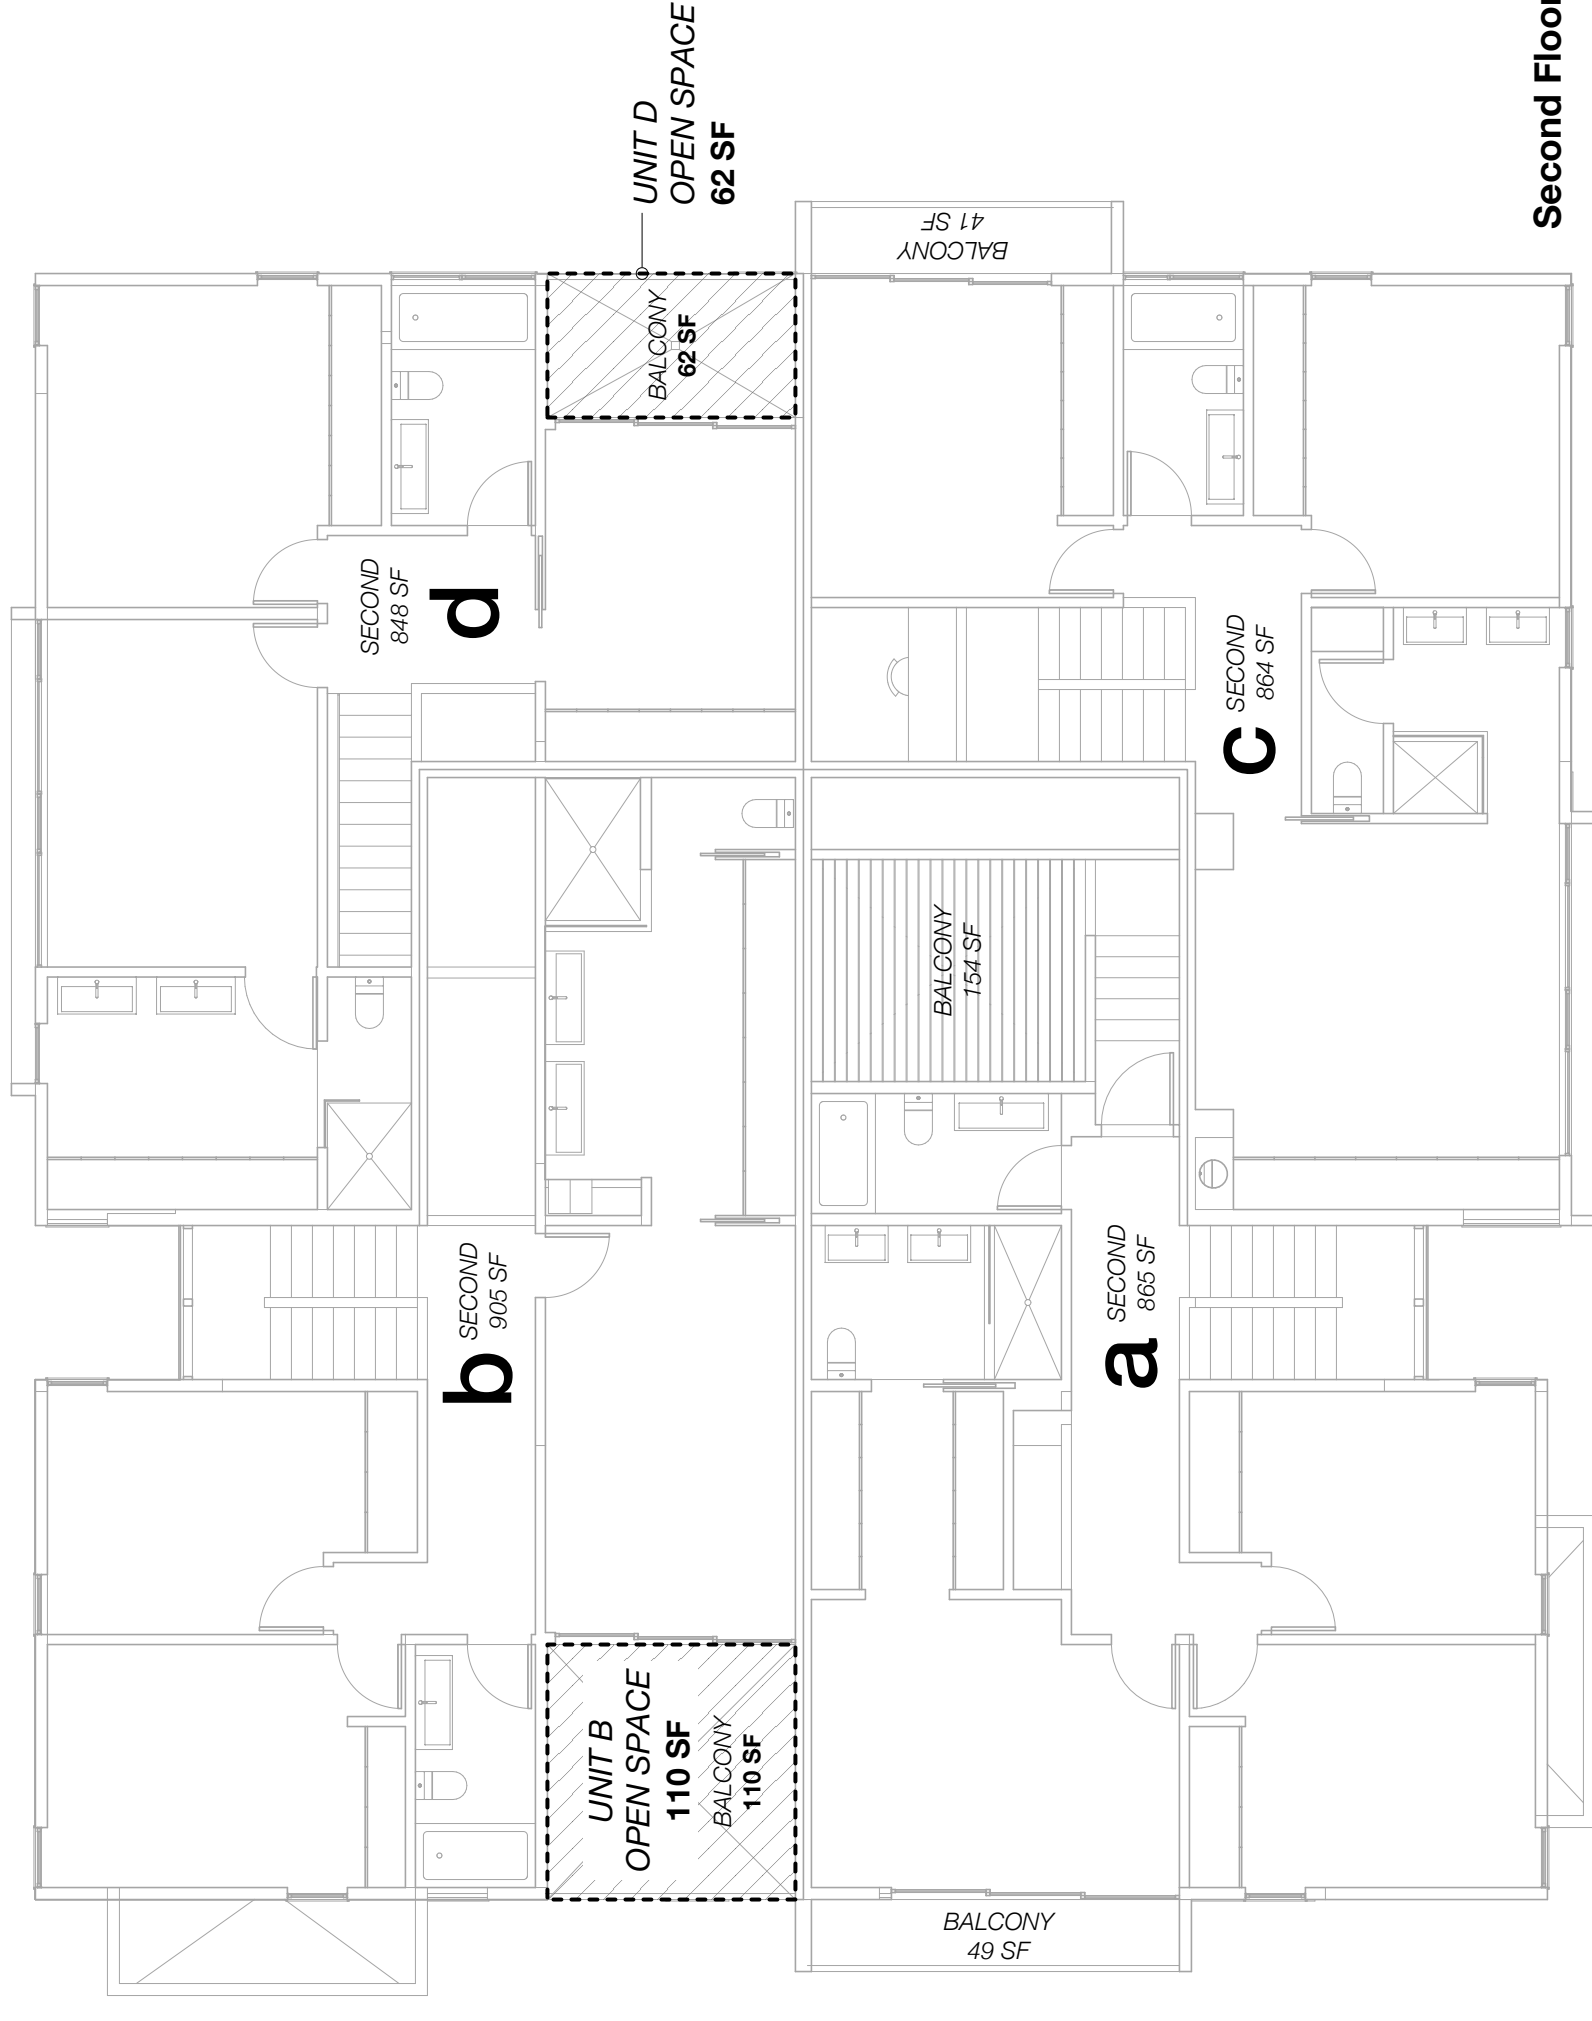 UNIT D
OPEN SPACE
62 SF
Second Floor
BALCONY
41 SF
BALCONY
62 SF
SECOND
848 SF
d
c
SECOND
864 SF
BALCONY
154 SF
b
SECOND
905 SF
a
SECOND
865 SF
UNIT B
OPEN SPACE
110 SF
BALCONY
110 SF
BALCONY
49 SF